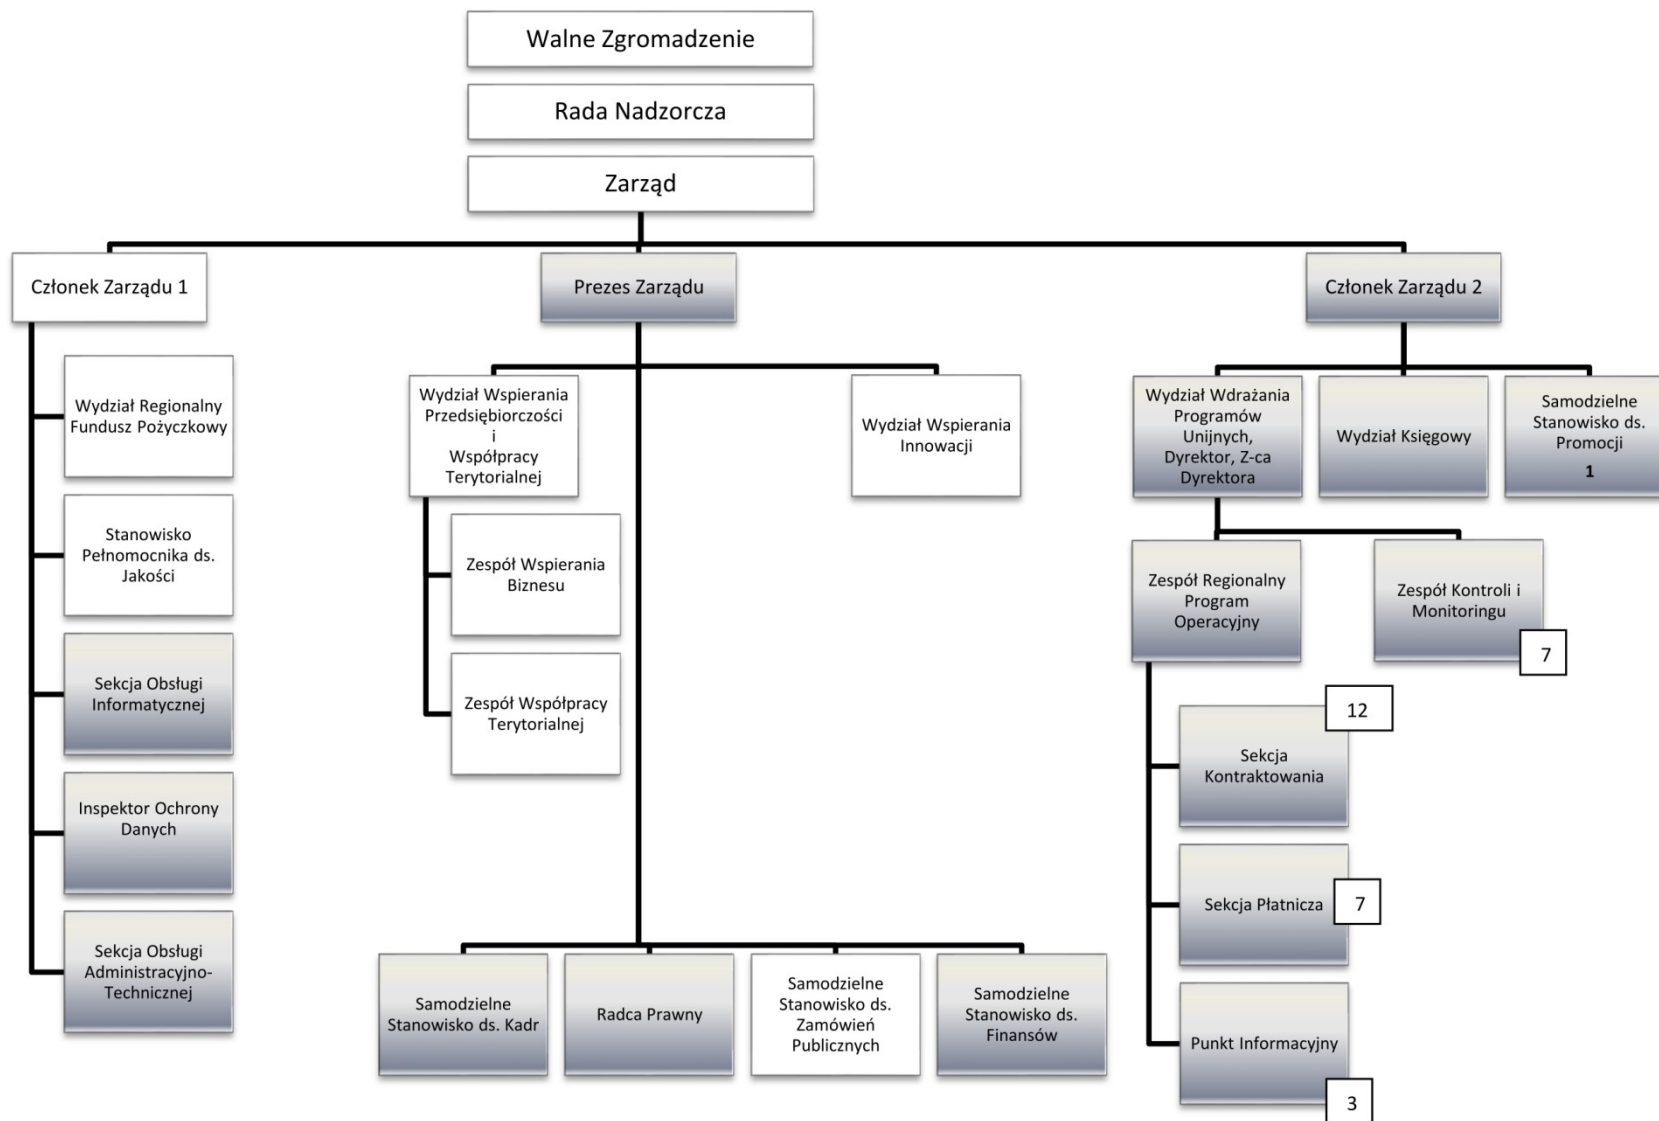 Walne Zgromadzenie
Rada Nadzorcza
Zarząd
Członek Zarządu 1
Prezes Zarządu
Członek Zarządu 2
Wydział Regionalny
Fundusz Pożyczkowy
Stanowisko
Pełnomocnika ds.
Jakości
Sekcja Obsługi
Informatycznej
Inspektor Ochrony
Danych
Sekcja Obsługi
Administracyjno-
Technicznej
Wydział Wspierania
Przedsiębiorczości
i
Współpracy
Terytorialnej
Zespół Wspierania
Biznesu
Zespół Współpracy
Terytorialnej
Wydział Wspierania
Innowacji
Samodzielne
Stanowisko ds. Kadr
Radca Prawny
Samodzielne
Stanowisko ds.
Zamówień
Publicznych
Samodzielne
Stanowisko ds.
Finansów
Wydział Wdrażania
Programów
Unijnych,
Dyrektor, Z-ca
Dyrektora
Wydział Księgowy
Samodzielne
Stanowisko ds.
Promocji
1
Zespół Regionalny
Program
Operacyjny
Zespół Kontroli i
Monitoringu
7
12
Sekcja
Kontraktowania
Sekcja Płatnicza
7
Punkt Informacyjny
3